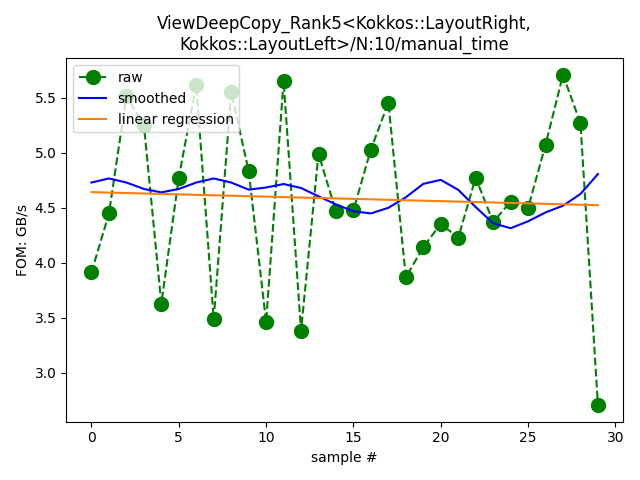 ViewDeepCopy_Rank5<Kokkos::LayoutRight,
Kokkos::LayoutLeft>/N:10/manual_time
raw
smoothed
linear regression
FOM: GB/s
5.5
5.0
4.5
4.0
3.5
3.0
0 5 10 15 20 25 30
sample #